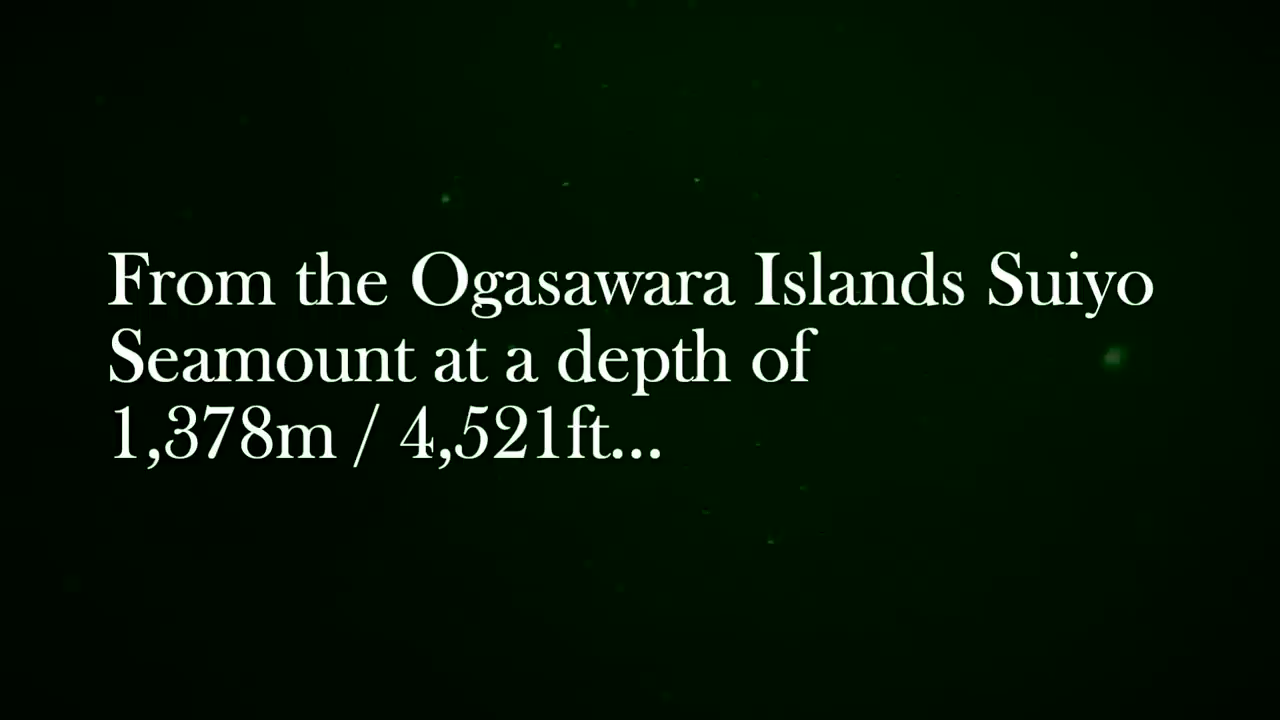 From the Ogasawara Islands Suiyo
Seamount at a depth of
1,378m / 4,521ft...